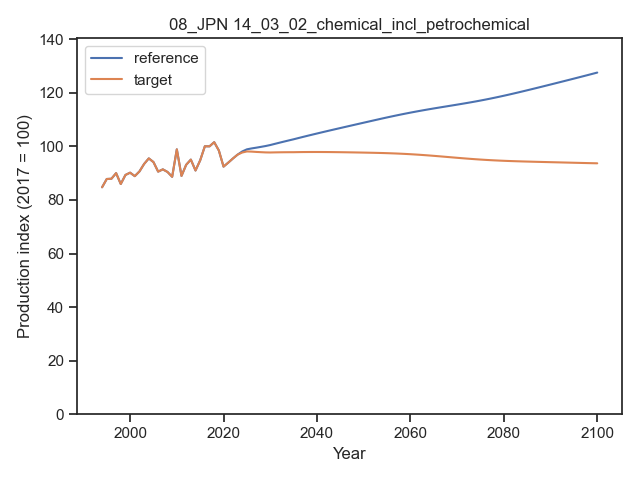 08_JPN 14_03_02_chemical_incl_petrochemical
reference
target
Production index (2017 = 100)
140
120
100
80
60
40
20
0
2000 2020 2040 2060 2080 2100
Year